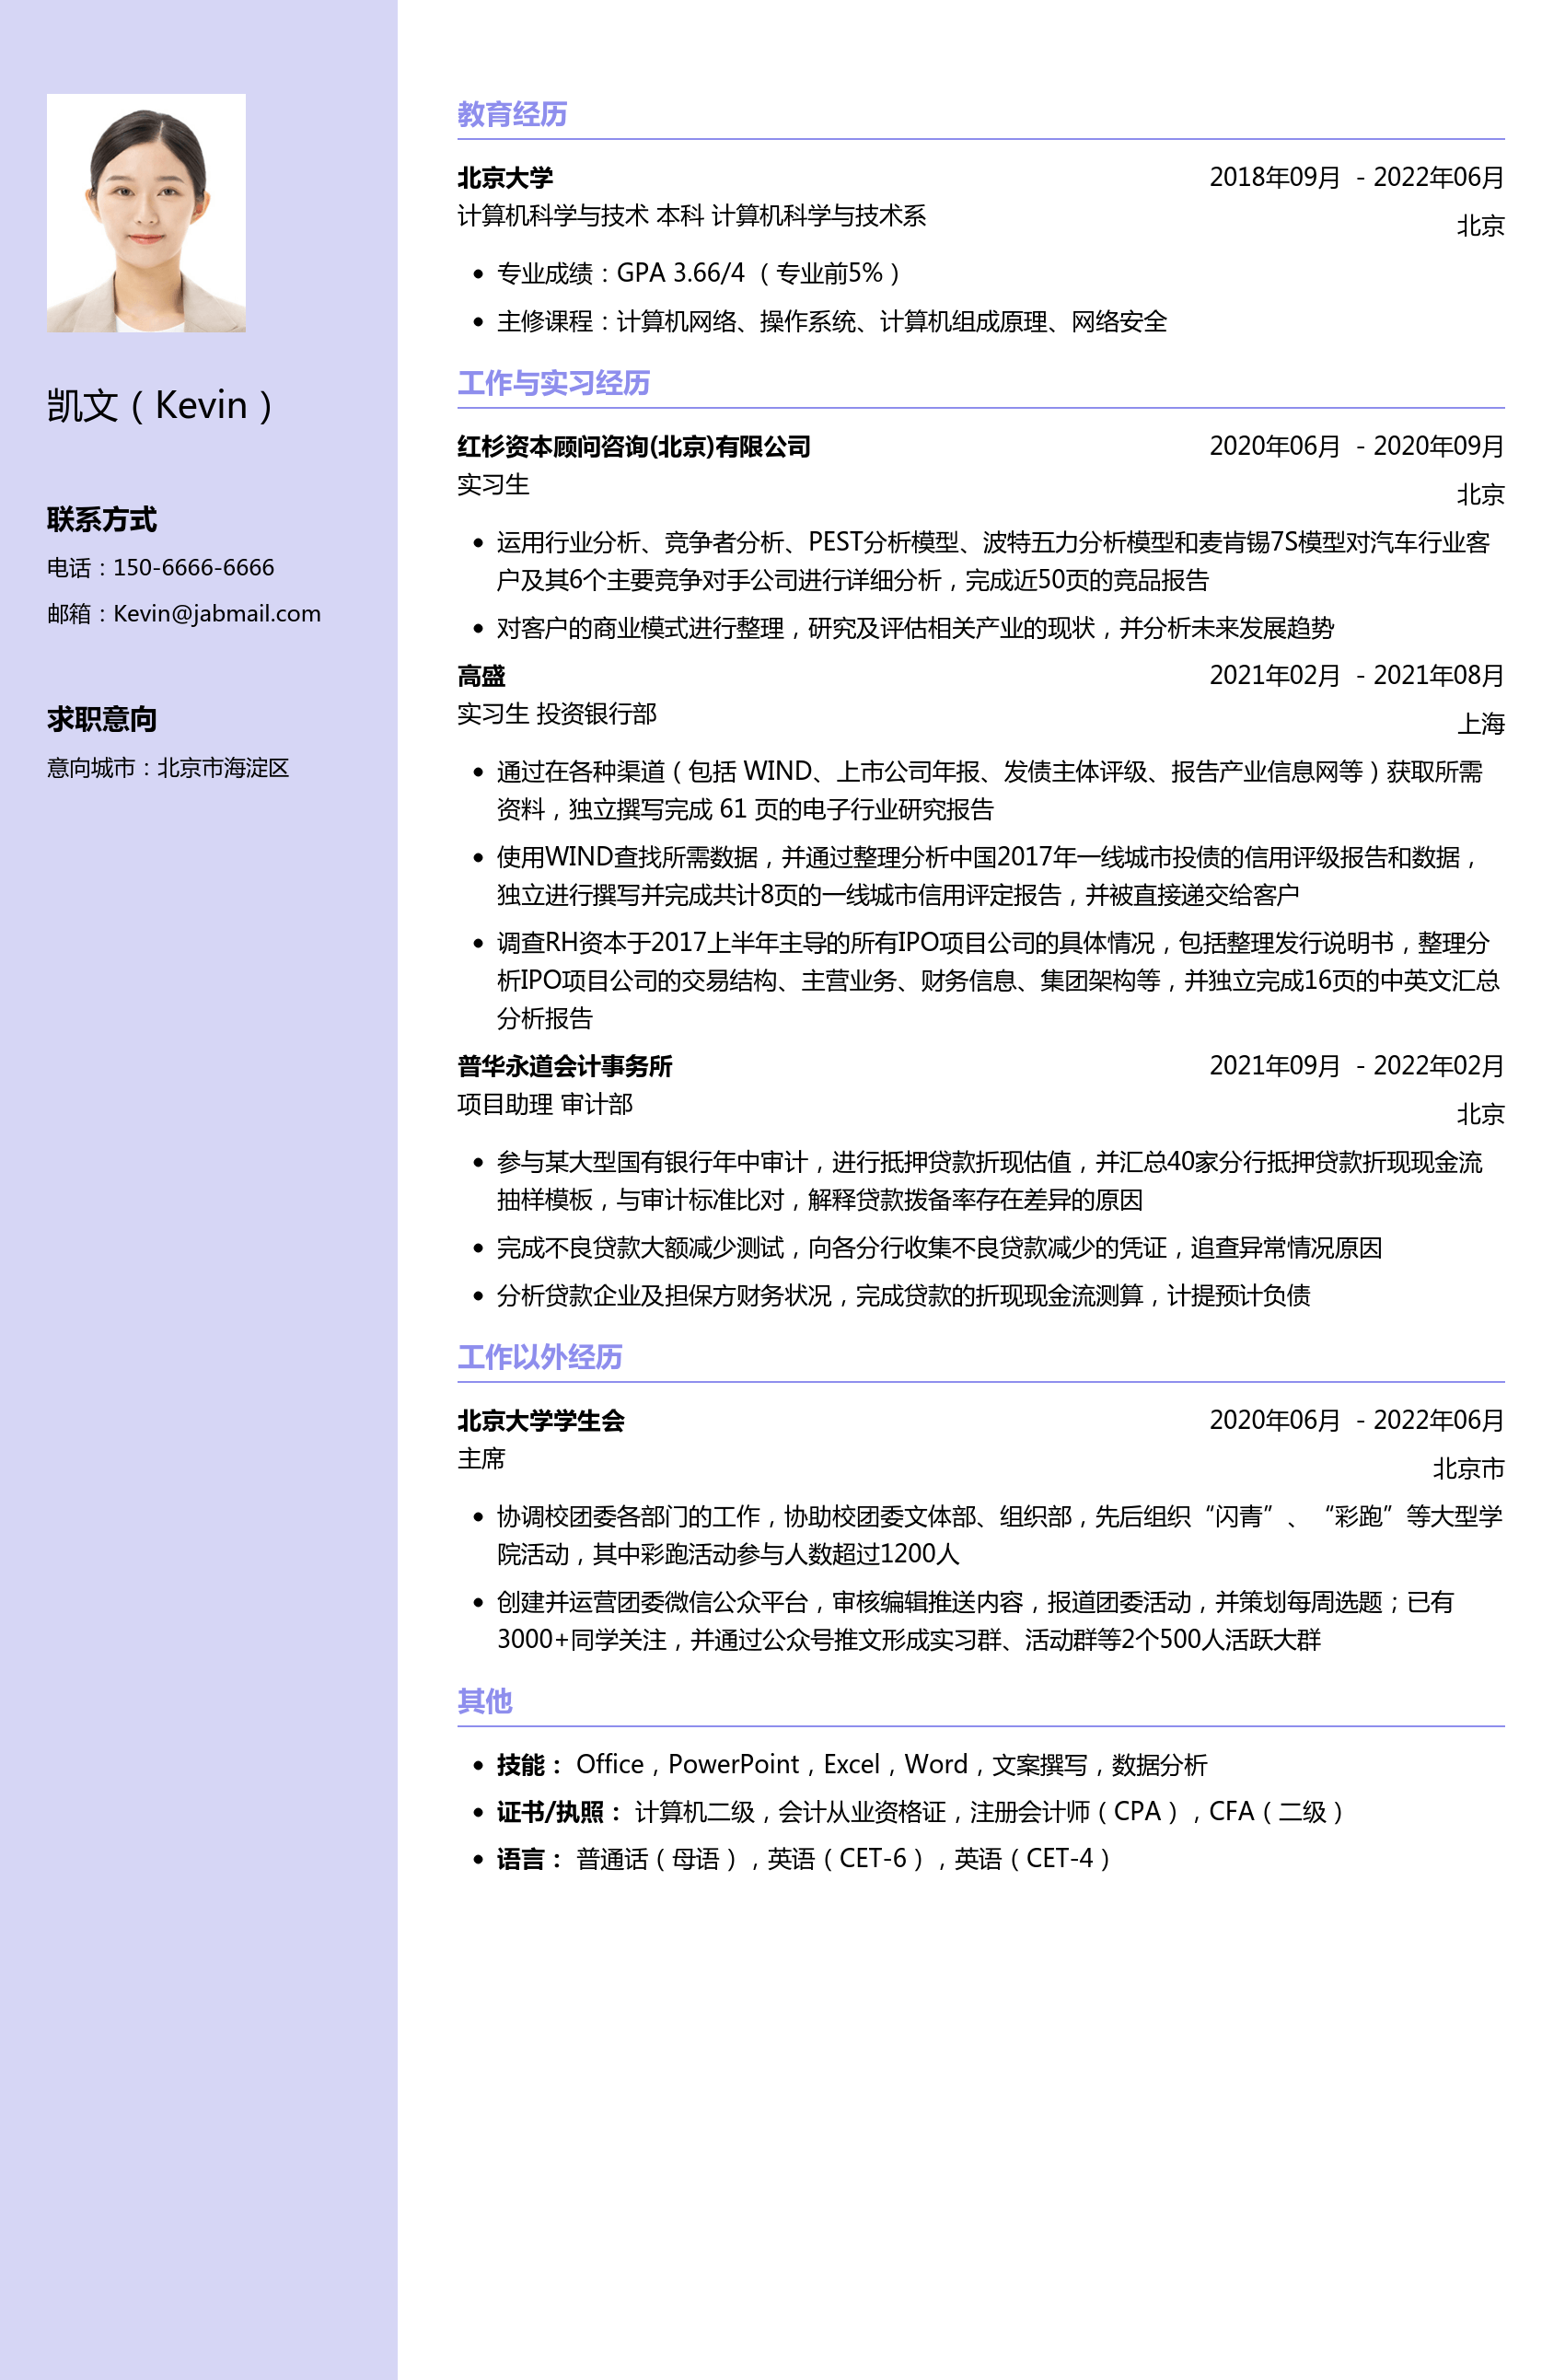 凯文（Kevin）
联系方式
电话：150-6666-6666
邮箱：Kevin@jabmail.com
求职意向
意向城市：北京市海淀区
教育经历
北京大学 2018年09月 - 2022年06月
计算机科学与技术 本科 计算机科学与技术系 北京
• 专业成绩：GPA 3.66/4 （专业前5%）
• 主修课程：计算机网络、操作系统、计算机组成原理、网络安全
工作与实习经历
红杉资本顾问咨询(北京)有限公司 2020年06月 - 2020年09月
实习生 北京
• 运用行业分析、竞争者分析、PEST分析模型、波特五力分析模型和麦肯锡7S模型对汽车行业客
户及其6个主要竞争对手公司进行详细分析，完成近50页的竞品报告
• 对客户的商业模式进行整理，研究及评估相关产业的现状，并分析未来发展趋势
高盛 2021年02月 - 2021年08月
实习生 投资银行部 上海
• 通过在各种渠道（包括 WIND、上市公司年报、发债主体评级、报告产业信息网等）获取所需
资料，独立撰写完成 61 页的电子行业研究报告
• 使用WIND查找所需数据，并通过整理分析中国2017年一线城市投债的信用评级报告和数据，
独立进行撰写并完成共计8页的一线城市信用评定报告，并被直接递交给客户
• 调查RH资本于2017上半年主导的所有IPO项目公司的具体情况，包括整理发行说明书，整理分
析IPO项目公司的交易结构、主营业务、财务信息、集团架构等，并独立完成16页的中英文汇总
分析报告
普华永道会计事务所 2021年09月 - 2022年02月
项目助理 审计部 北京
• 参与某大型国有银行年中审计，进行抵押贷款折现估值，并汇总40家分行抵押贷款折现现金流
抽样模板，与审计标准比对，解释贷款拨备率存在差异的原因
• 完成不良贷款大额减少测试，向各分行收集不良贷款减少的凭证，追查异常情况原因
• 分析贷款企业及担保方财务状况，完成贷款的折现现金流测算，计提预计负债
工作以外经历
北京大学学生会 2020年06月 - 2022年06月
主席 北京市
• 协调校团委各部门的工作，协助校团委文体部、组织部，先后组织“闪青”、“彩跑”等大型学
院活动，其中彩跑活动参与人数超过1200人
• 创建并运营团委微信公众平台，审核编辑推送内容，报道团委活动，并策划每周选题；已有
3000+同学关注，并通过公众号推文形成实习群、活动群等2个500人活跃大群
其他
• 技能： Office，PowerPoint，Excel，Word，文案撰写，数据分析
• 证书/执照： 计算机二级，会计从业资格证，注册会计师（CPA），CFA（二级）
• 语言： 普通话（母语），英语（CET-6），英语（CET-4）